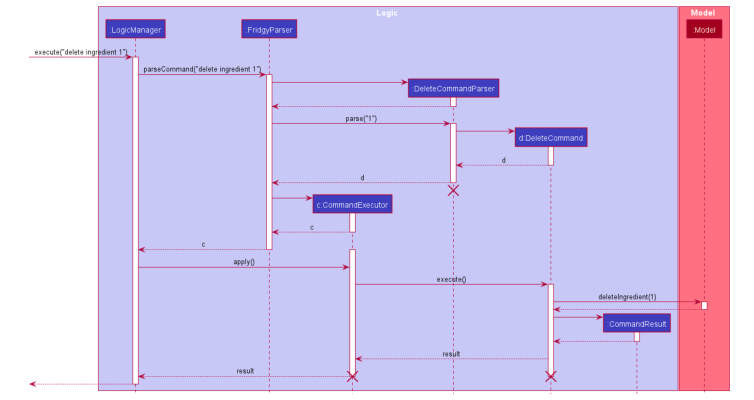 Logic
Model
:LogicManager
:FridgyParser
:Model
execute("delete ingredient 1")
parseCommand("delete ingredient 1")
:DeleteCommandParser
parse("1")
d:DeleteCommand
d
d
c:CommandExecutor
c
c
apply()
execute()
deleteIngredient(1)
:CommandResult
result
result